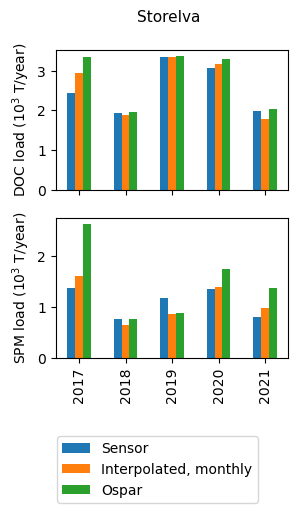 Storelva
DOC load (10³ T/year)
3
2
1
0
SPM load (10³ T/year)
2
1
0
2017
2018
2019
2020
2021
Sensor
Interpolated, monthly
Ospar